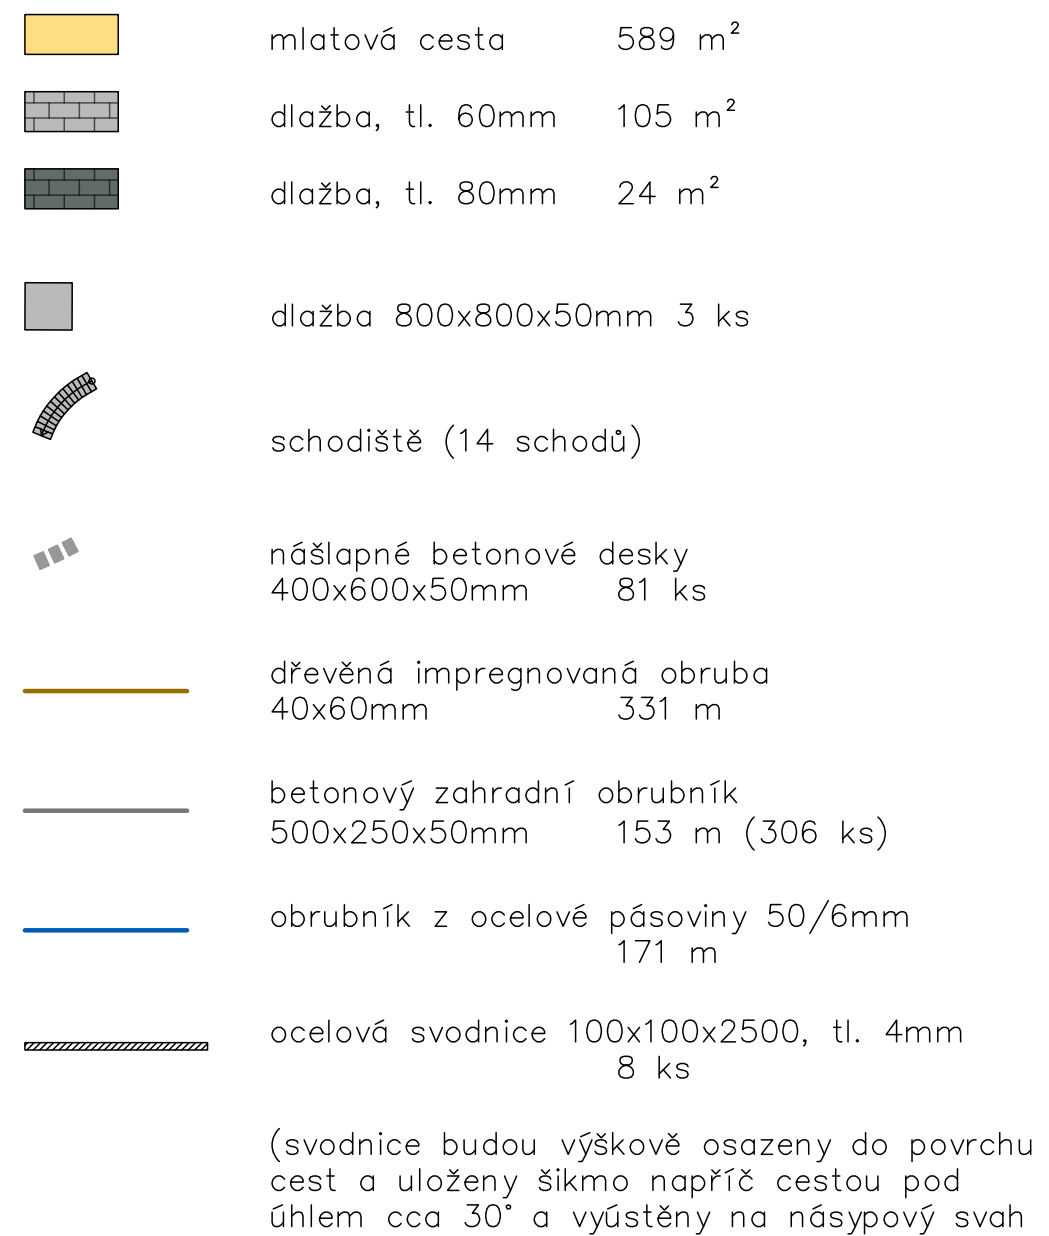 mlatová cesta 589 m²
dlažba, tl. 60mm 105 m²
dlažba, tl. 80mm 24 m²
dlažba 800x800x50mm 3 ks
schodiště (14 schodů)
nášlapné betonové desky
400x600x50mm 81 ks
dřevěná impregnovaná obruba
40x60mm 331 m
betonový zahradní obrubník
500x250x50mm 153 m (306 ks)
obrubník z ocelové pásoviny 50/6mm
171 m
ocelová svodnice 100x100x2500, tl. 4mm
8 ks
(svodnice budou výškově osazeny do povrchu
cest a uloženy šikmo napříč cestou pod
úhlem cca 30° a vyústěny na násypový svah